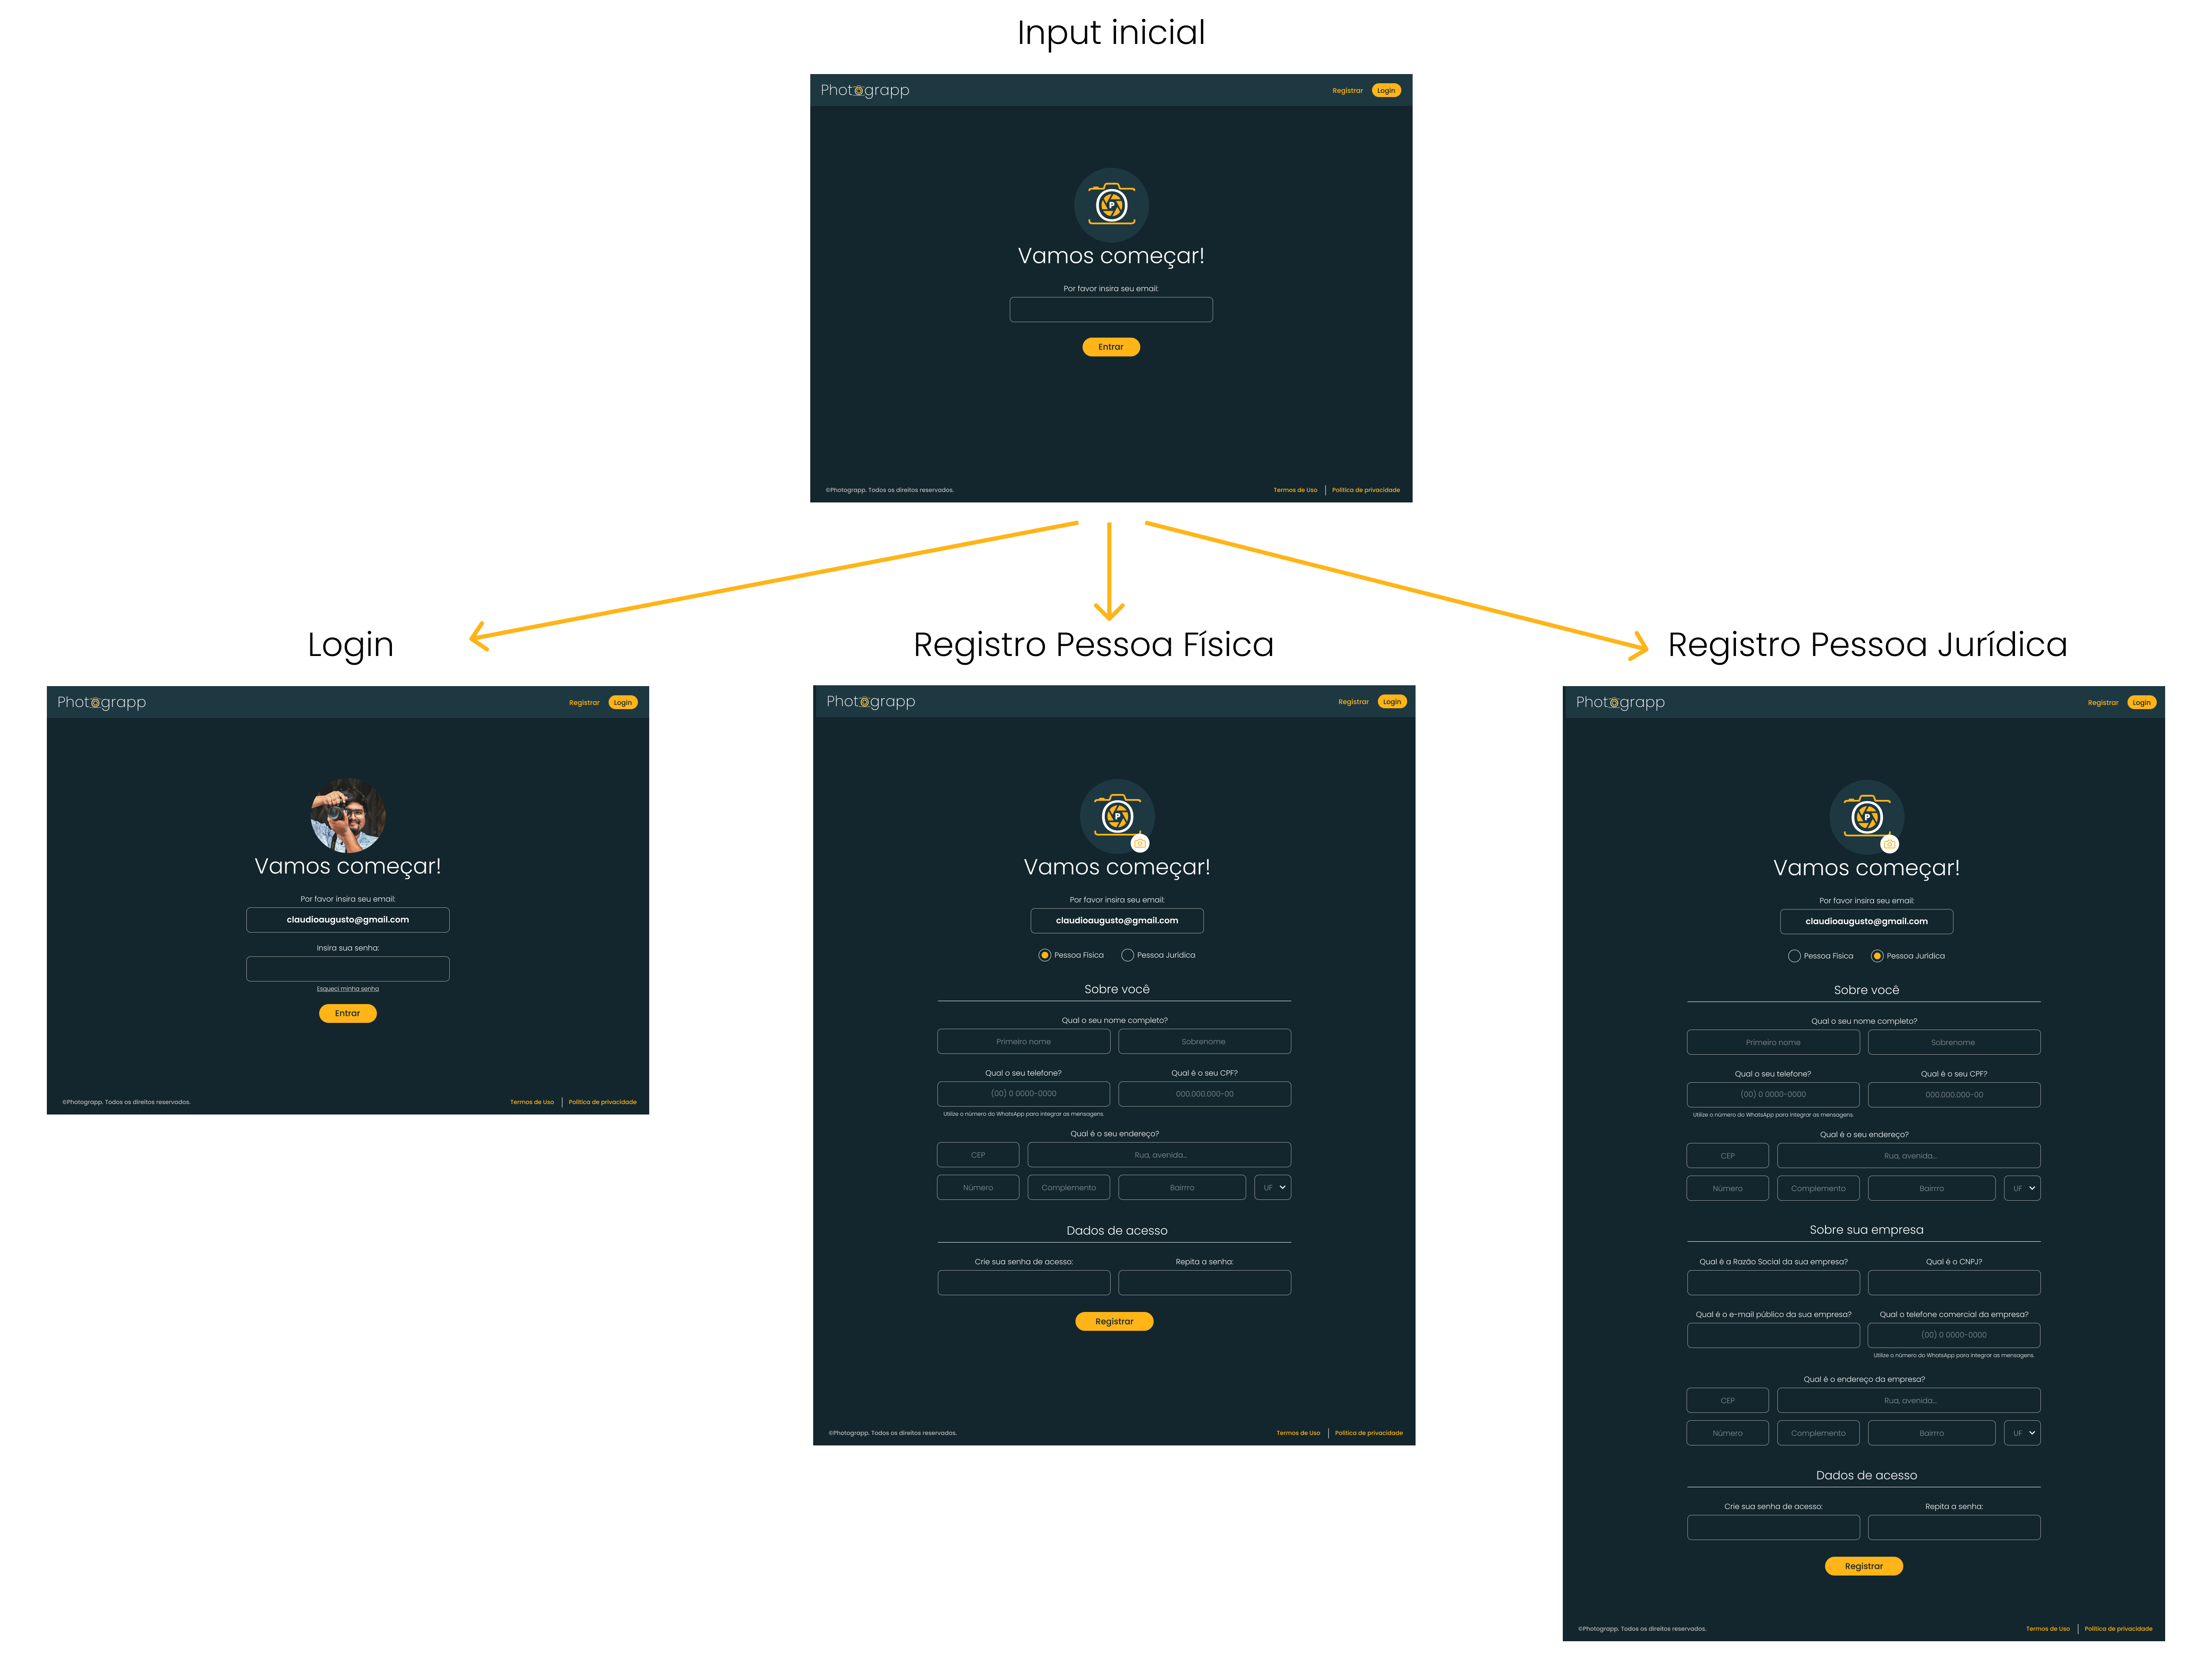 Input inicial
Photograpp
Registrar
Login
P
Vamos começar!
Por favor insira seu email:
Entrar
©Photograpp. Todos os direitos reservados.
Termos de Uso
Política de privacidade
Login
Photograpp
Registrar
Login
Vamos começar!
Por favor insira seu email:
claudioaugusto@gmail.com
Insira sua senha:
Esqueci minha senha
Entrar
©Photograpp. Todos os direitos reservados.
Termos de Uso
Política de privacidade
Registro Pessoa Física
Photograpp
Registrar
Login
P
Vamos começar!
Por favor insira seu email:
claudioaugusto@gmail.com
Pessoa Física
Pessoa Jurídica
Sobre você
Qual o seu nome completo?
Primeiro nome
Sobrenome
Qual o seu telefone?
Qual é o seu CPF?
(00) 0 0000-0000
000.000.000-00
Utilize o número do WhatsApp para integrar as mensagens.
Qual é o seu endereço?
CEP
Rua, avenida...
Número
Complemento
Bairrro
UF
Dados de acesso
Crie sua senha de acesso:
Repita a senha:
Registrar
©Photograpp. Todos os direitos reservados.
Termos de Uso
Política de privacidade
Registro Pessoa Jurídica
Photograpp
Registrar
Login
P
Vamos começar!
Por favor insira seu email:
claudioaugusto@gmail.com
Pessoa Física
Pessoa Jurídica
Sobre você
Qual o seu nome completo?
Primeiro nome
Sobrenome
Qual o seu telefone?
Qual é o seu CPF?
(00) 0 0000-0000
000.000.000-00
Utilize o número do WhatsApp para integrar as mensagens.
Qual é o seu endereço?
CEP
Rua, avenida...
Número
Complemento
Bairrro
UF
Sobre sua empresa
Qual é a Razão Social da sua empresa?
Qual é o CNPJ?
Qual é o e-mail público da sua empresa?
Qual o telefone comercial da empresa?
(00) 0 0000-0000
Utilize o número do WhatsApp para integrar as mensagens.
Qual é o endereço da empresa?
CEP
Rua, avenida...
Número
Complemento
Bairrro
UF
Dados de acesso
Crie sua senha de acesso:
Repita a senha:
Registrar
©Photograpp. Todos os direitos reservados.
Termos de Uso
Política de privacidade